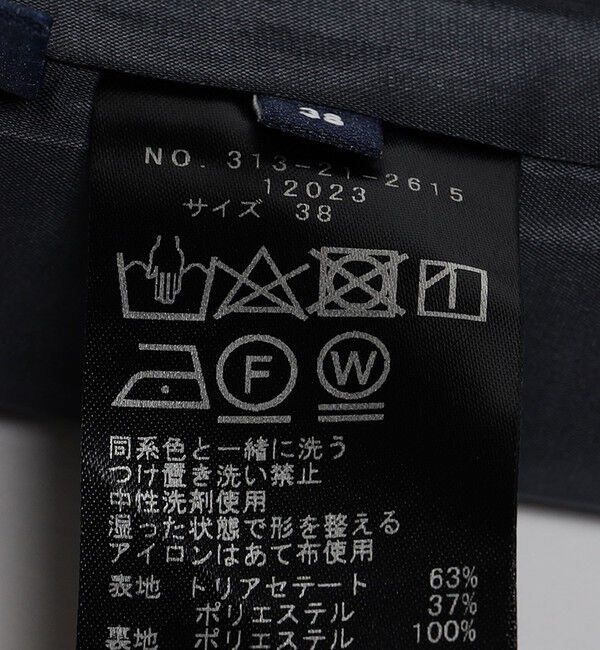 38
NO. 313-21-2615
12023
サイズ 38
F
W
同系色と一緒に洗う
つけ置き洗い禁止
中性洗剤使用
湿った状態で形を整える
アイロンはあて布使用
表地 トリアセテート 63%
ポリエステル 37%
裏地 ポリエステル 100%